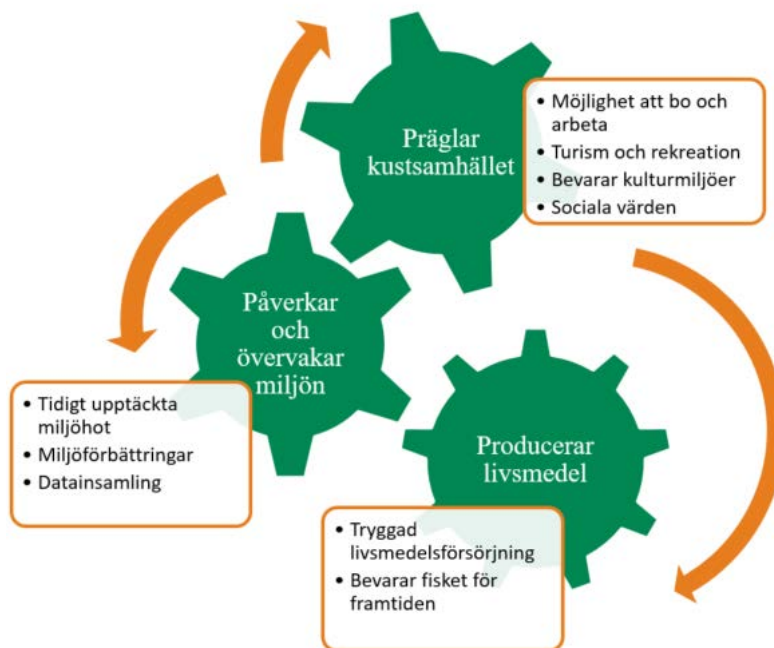 Präglar
kustsamhället
• Möjlighet att bo och
arbeta
• Turism och rekreation
• Bevarar kulturmiljöer
• Sociala värden
Påverkar
och
övervakar
miljön
• Tidigt upptäckta
miljöhot
• Miljöförbättringar
• Datainsamling
Producerar
livsmedel
• Tryggad
livsmedelsförsörjning
• Bevarar fisket för
framtiden